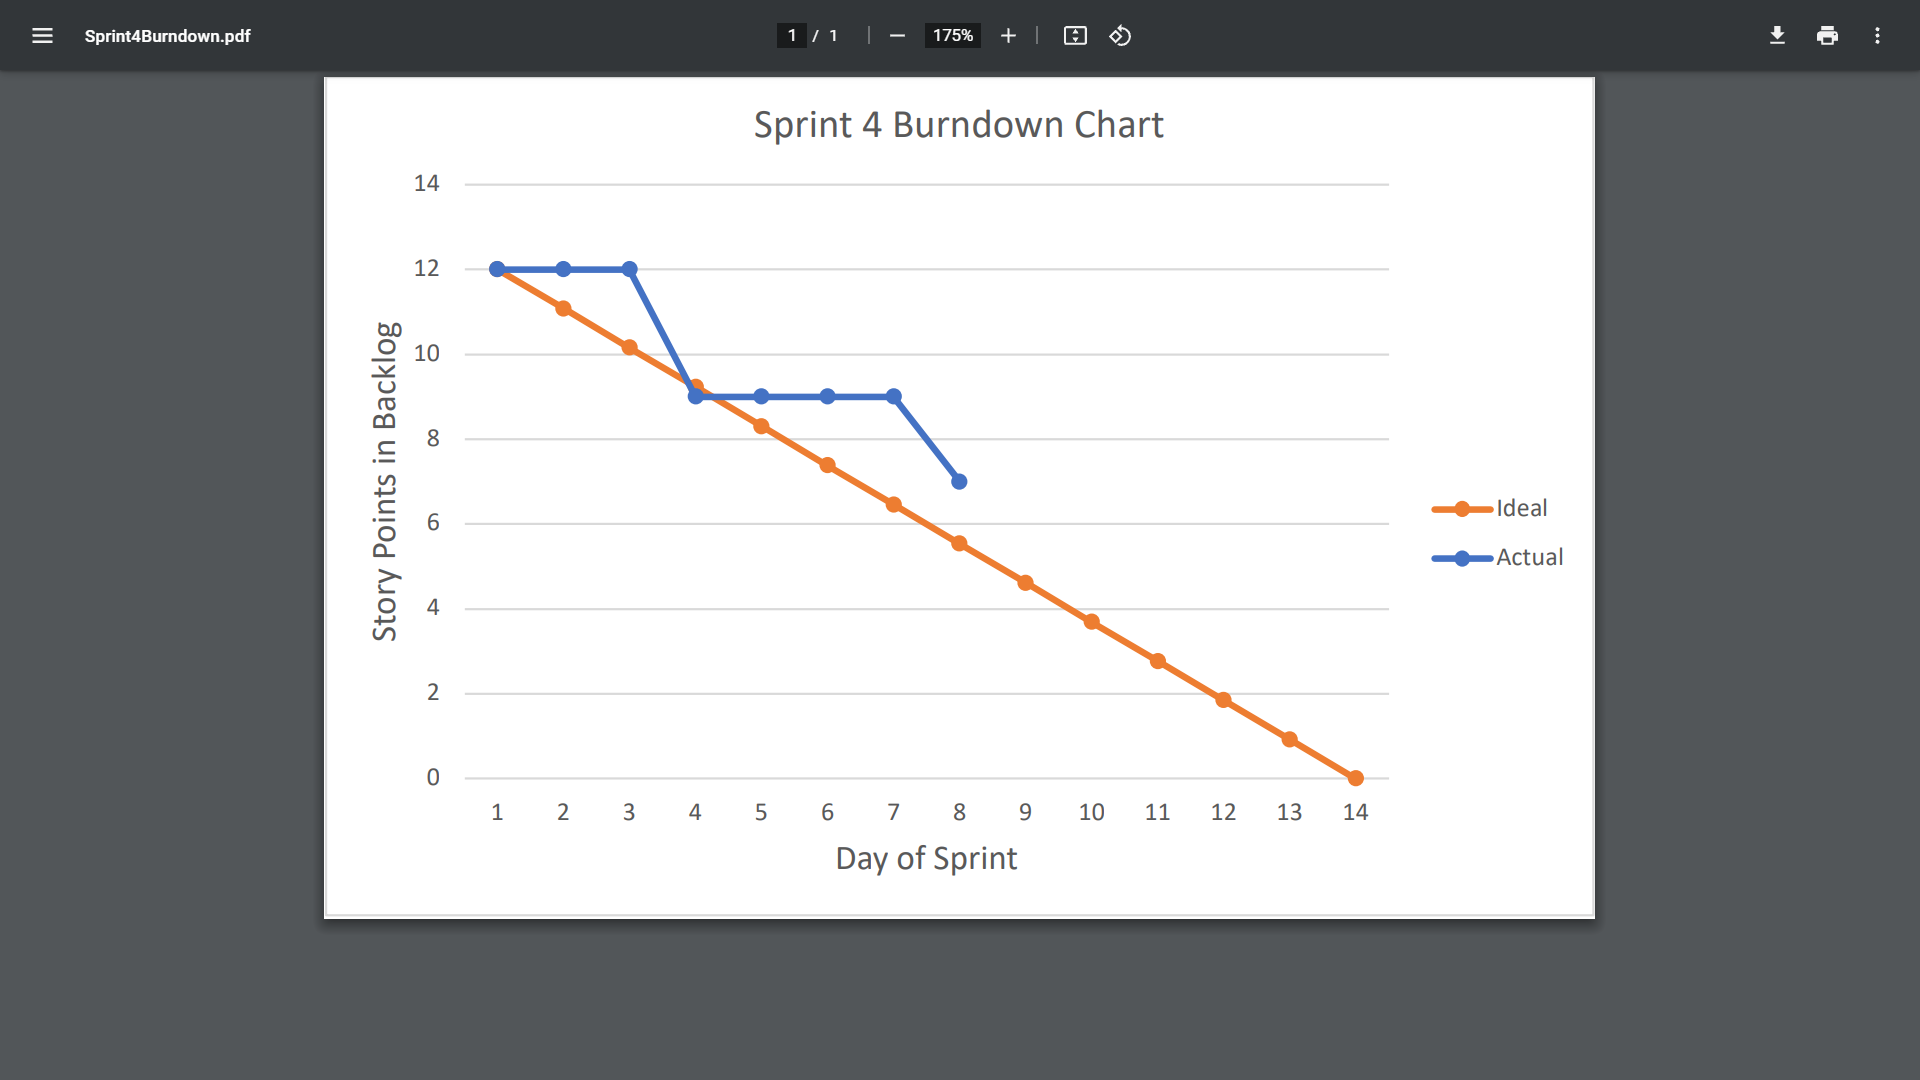 Sprint4Burndown.pdf
1 / 1
175%
Sprint 4 Burndown Chart
14
12
10
8
6
4
2
0
Story Points in Backlog
Ideal
Actual
1 2 3 4 5 6 7 8 9 10 11 12 13 14
Day of Sprint